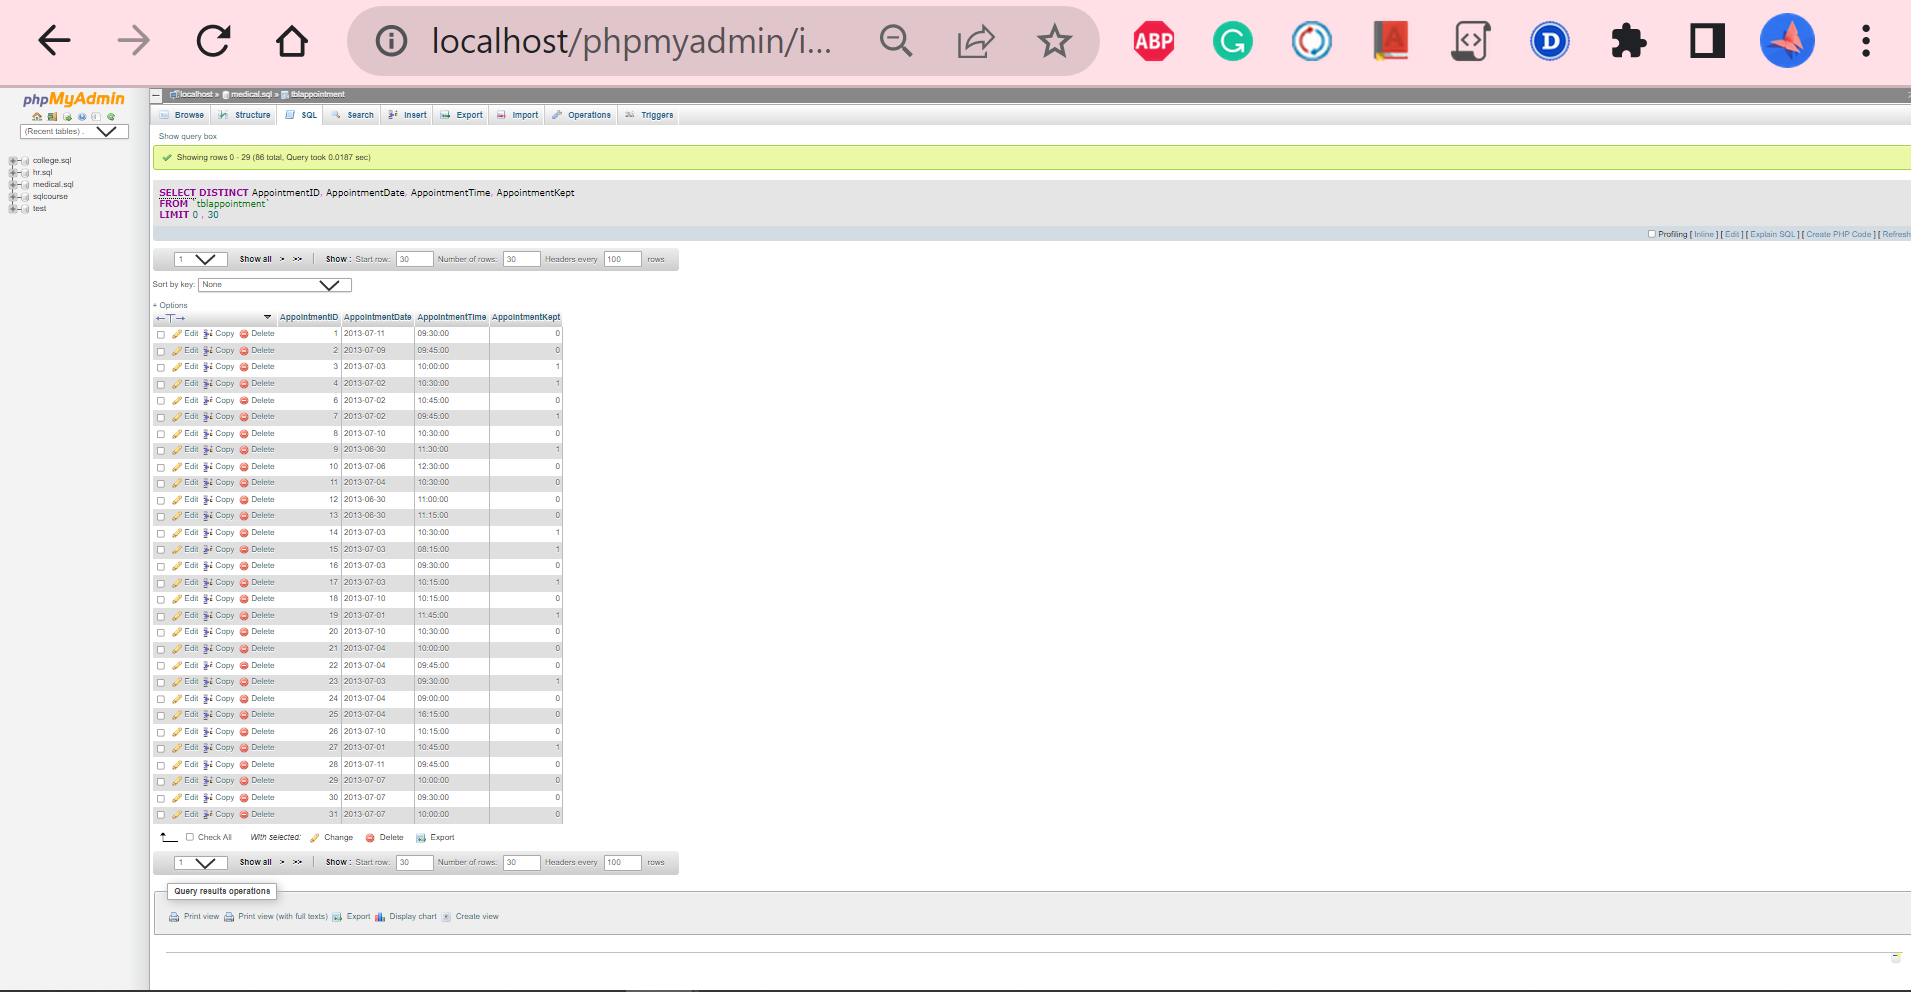 localhost/phpmyadmin/i...
ABP
phpMyAdmin
(Recent tables) ...
college.sql
hr.sql
medical.sql
sqlcourse
test
localhost » medical.sql » tblappointment
Browse Structure SQL Search Insert Export Import Operations Triggers
Show query box
Showing rows 0 - 29 (86 total, Query took 0.0187 sec)
SELECT DISTINCT AppointmentID, AppointmentDate, AppointmentTime, AppointmentKept
FROM `tblappointment`
LIMIT 0 , 30
Profiling [ Inline ] [ Edit ] [ Explain SQL ] [ Create PHP Code ] [ Refresh
1 Show all > >> Show : Start row: 30 Number of rows: 30 Headers every 100 rows
Sort by key: None
+ Options
←T→ AppointmentID AppointmentDate AppointmentTime AppointmentKept
Edit Copy Delete 1 2013-07-11 09:30:00 0
Edit Copy Delete 2 2013-07-09 09:45:00 0
Edit Copy Delete 3 2013-07-03 10:00:00 1
Edit Copy Delete 4 2013-07-02 10:30:00 1
Edit Copy Delete 6 2013-07-02 10:45:00 0
Edit Copy Delete 7 2013-07-02 09:45:00 1
Edit Copy Delete 8 2013-07-10 10:30:00 0
Edit Copy Delete 9 2013-06-30 11:30:00 1
Edit Copy Delete 10 2013-07-06 12:30:00 0
Edit Copy Delete 11 2013-07-04 10:30:00 0
Edit Copy Delete 12 2013-06-30 11:00:00 0
Edit Copy Delete 13 2013-06-30 11:15:00 0
Edit Copy Delete 14 2013-07-03 10:30:00 1
Edit Copy Delete 15 2013-07-03 08:15:00 1
Edit Copy Delete 16 2013-07-03 09:30:00 0
Edit Copy Delete 17 2013-07-03 10:15:00 1
Edit Copy Delete 18 2013-07-10 10:15:00 0
Edit Copy Delete 19 2013-07-01 11:45:00 1
Edit Copy Delete 20 2013-07-10 10:30:00 0
Edit Copy Delete 21 2013-07-04 10:00:00 0
Edit Copy Delete 22 2013-07-04 09:45:00 0
Edit Copy Delete 23 2013-07-03 09:30:00 1
Edit Copy Delete 24 2013-07-04 09:00:00 0
Edit Copy Delete 25 2013-07-04 16:15:00 0
Edit Copy Delete 26 2013-07-10 10:15:00 0
Edit Copy Delete 27 2013-07-01 10:45:00 1
Edit Copy Delete 28 2013-07-11 09:45:00 0
Edit Copy Delete 29 2013-07-07 10:00:00 0
Edit Copy Delete 30 2013-07-07 09:30:00 0
Edit Copy Delete 31 2013-07-07 10:00:00 0
Check All With selected: Change Delete Export
1 Show all > >> Show : Start row: 30 Number of rows: 30 Headers every 100 rows
Query results operations
Print view Print view (with full texts) Export Display chart Create view